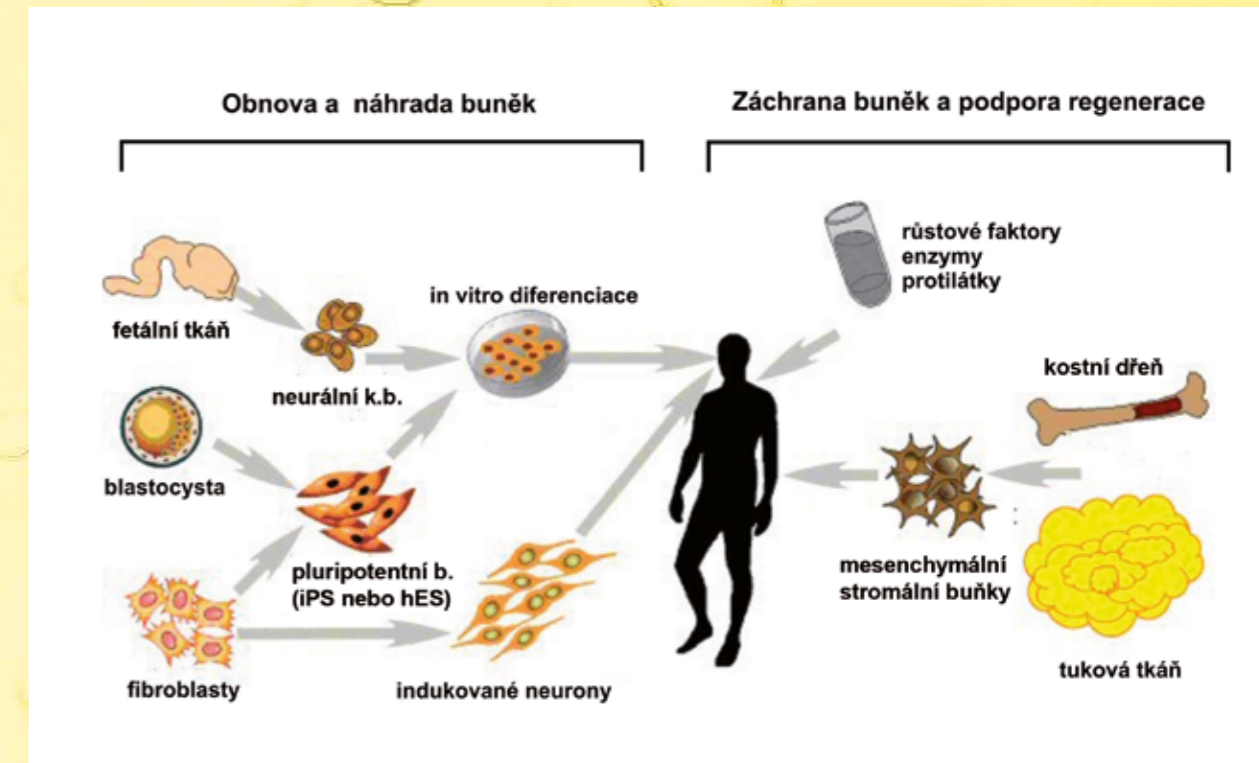 Obnova a náhrada buněk
Záchrana buněk a podpora regenerace
růstové faktory
enzymy
protilátky
in vitro diferenciace
fetální tkáň
kostní dřeň
neurální k.b.
blastocysta
pluripotentní b.
(iPS nebo hES)
mesenchymální
stromální buňky
:
fibroblasty
indukované neurony
tuková tkáň